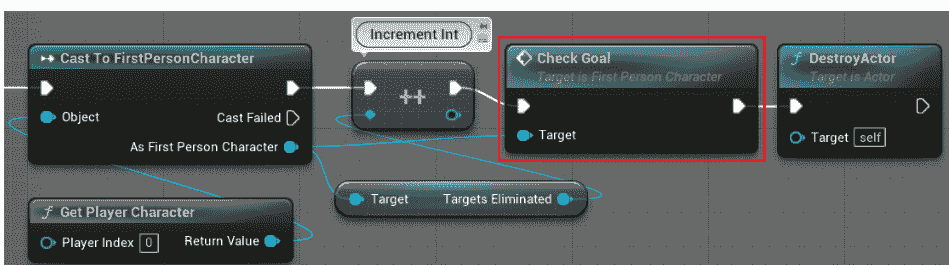 Increment Int
Cast To FirstPersonCharacter
Object
Cast Failed
As First Person Character
++
Check Goal
Target is First Person Character
Target
DestroyActor
Target is Actor
Target self
Target Targets Eliminated
Get Player Character
Player Index 0 Return Value